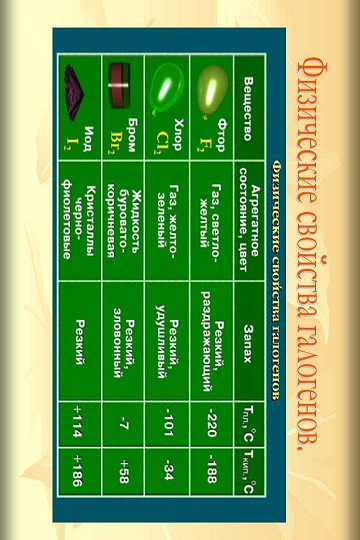 Физические свойства галогенов.
Физические свойства галогенов
Вещество
Агрегатное
состояние, цвет
Запах
Tпл.,°C
Tкип.,°C
Фтор
F2
Газ, светло-
желтый
Резкий,
раздражающий
-220
-188
Хлор
Cl2
Газ, желто-
зеленый
Резкий,
удушливый
-101
-34
Бром
Br2
Жидкость
буровато-
коричневая
Резкий,
зловонный
-7
+58
Иод
I2
Кристаллы
черно-
фиолетовые
Резкий
+114
+186